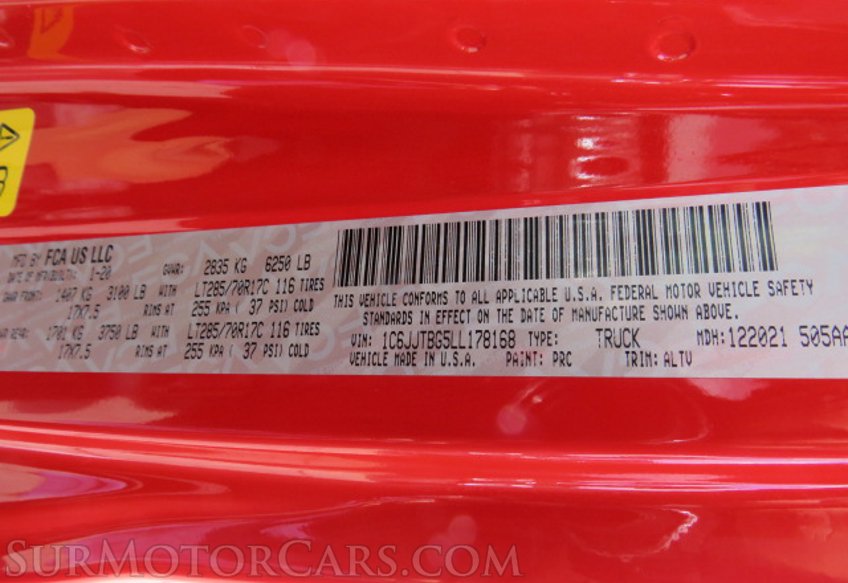 MFD BY FCA US LLC
DATE OF MFR 1-20 GVWR: 2835 KG 6250 LB
GAWR FRONT: 1407 KG 3100 LB WITH LT285/70R17C 116 TIRES
17X7.5 RIMS AT 255 KPA ( 37 PSI) COLD
1701 KG 3750 LB WITH LT285/70R17C 116 TIRES
17X7.5 RIMS AT 255 KPA ( 37 PSI) COLD
THIS VEHICLE CONFORMS TO ALL APPLICABLE U.S.A. FEDERAL MOTOR VEHICLE SAFETY
STANDARDS IN EFFECT ON THE DATE OF MANUFACTURE SHOWN ABOVE.
VIN: 1C6JJTBG5LL178168 TYPE: TRUCK MDH:122021 505AA
VEHICLE MADE IN U.S.A. PAINT: PRC TRIM: ALTV
SURMOTORCARS.COM